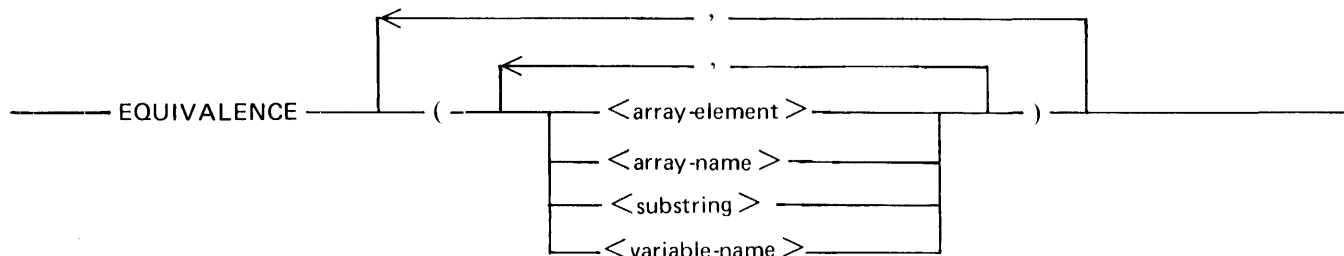 ,
,
EQUIVALENCE ( <array-element> )
<array-name>
<substring>
<variable-name>